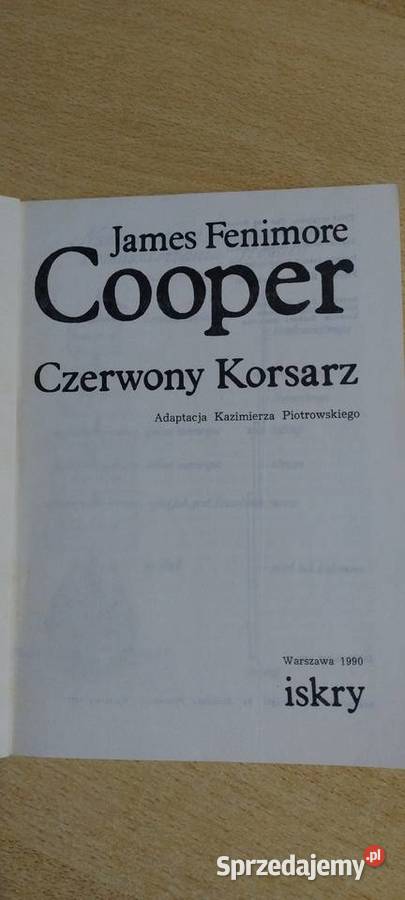 James Fenimore
Cooper
Czerwony Korsarz
Adaptacja Kazimierza Piotrowskiego
Warszawa 1990
iskry
Sprzedajemy.pl